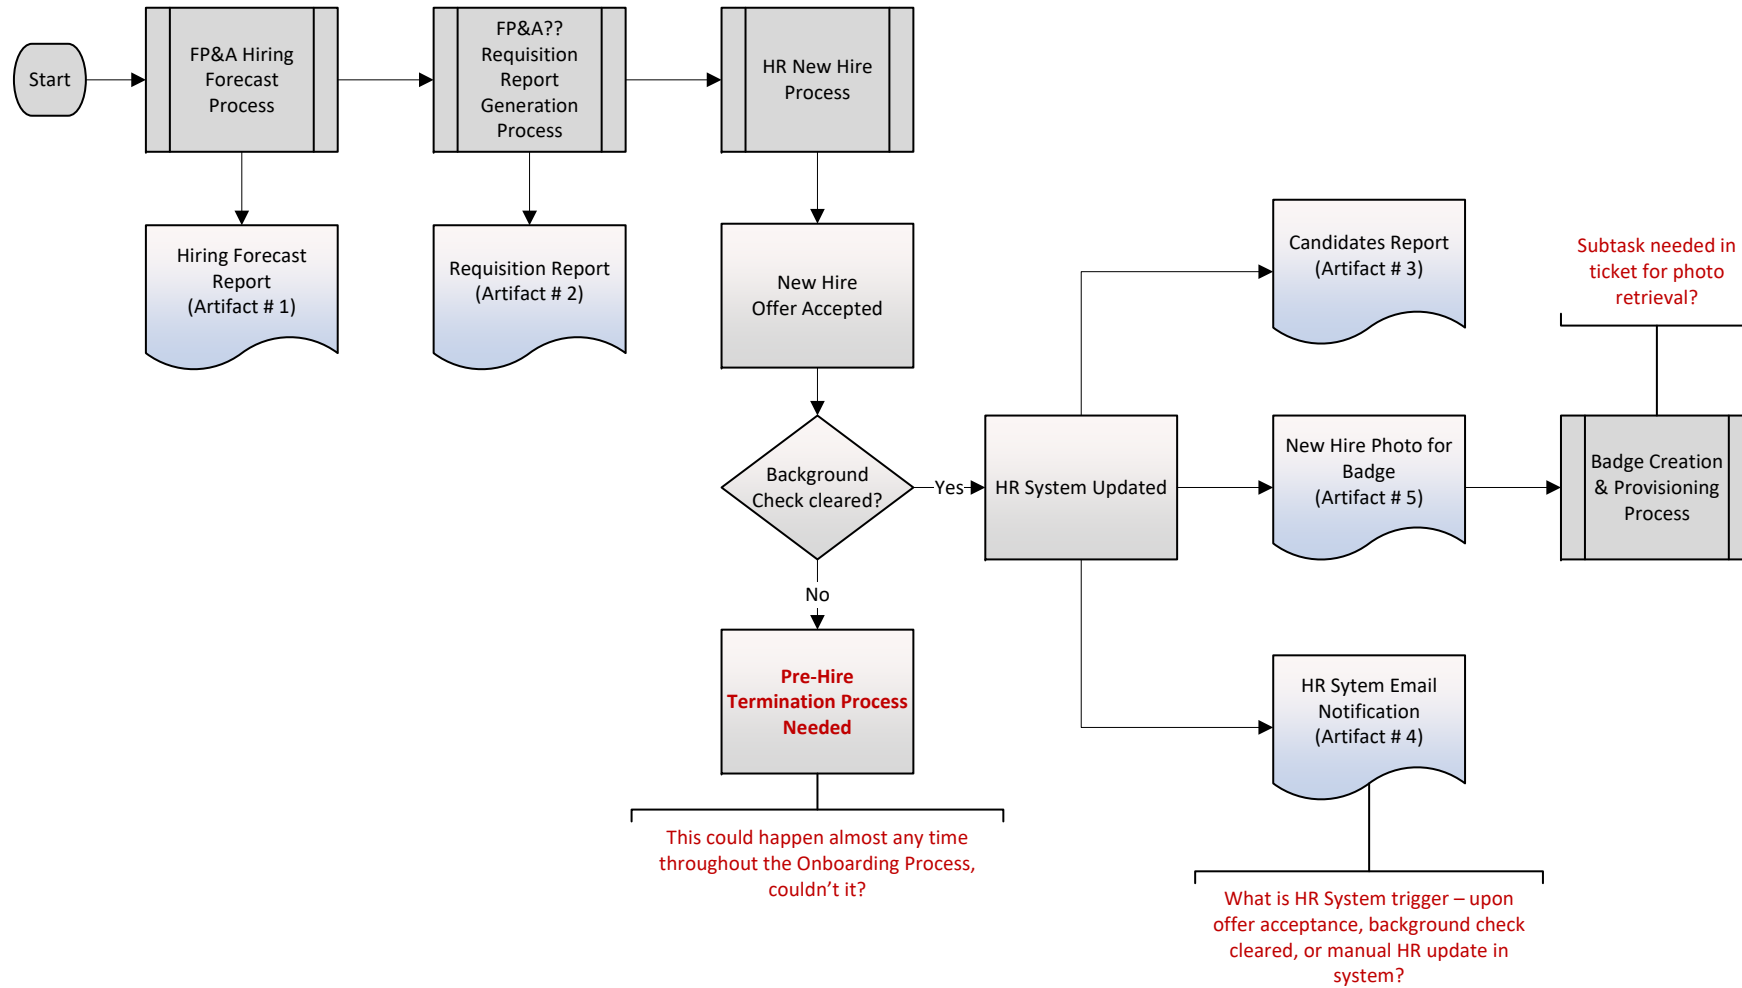 Start
FP&A Hiring
Forecast
Process
FP&A??
Requisition
Report
Generation
Process
HR New Hire
Process
Hiring Forecast
Report
(Artifact # 1)
Requisition Report
(Artifact # 2)
New Hire
Offer Accepted
Candidates Report
(Artifact # 3)
Subtask needed in
ticket for photo
retrieval?
Background
Check cleared?
Yes
HR System Updated
New Hire Photo for
Badge
(Artifact # 5)
Badge Creation
& Provisioning
Process
No
Pre-Hire
Termination Process
Needed
HR Sytem Email
Notification
(Artifact # 4)
This could happen almost any time
throughout the Onboarding Process,
couldn’t it?
What is HR System trigger – upon
offer acceptance, background check
cleared, or manual HR update in
system?